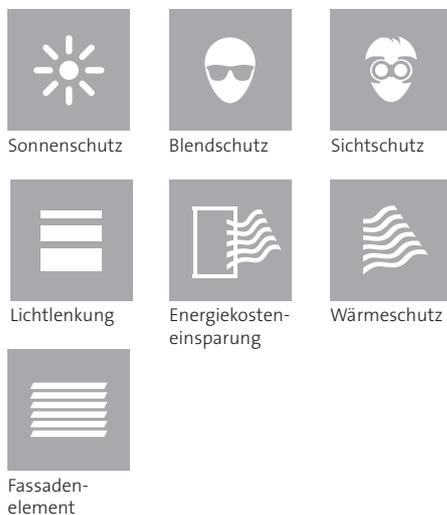 Sonnenschutz
Blendschutz
Sichtschutz
Lichtlenkung
Energiekosten-
einsparung
Wärmeschutz
Fassaden-
element